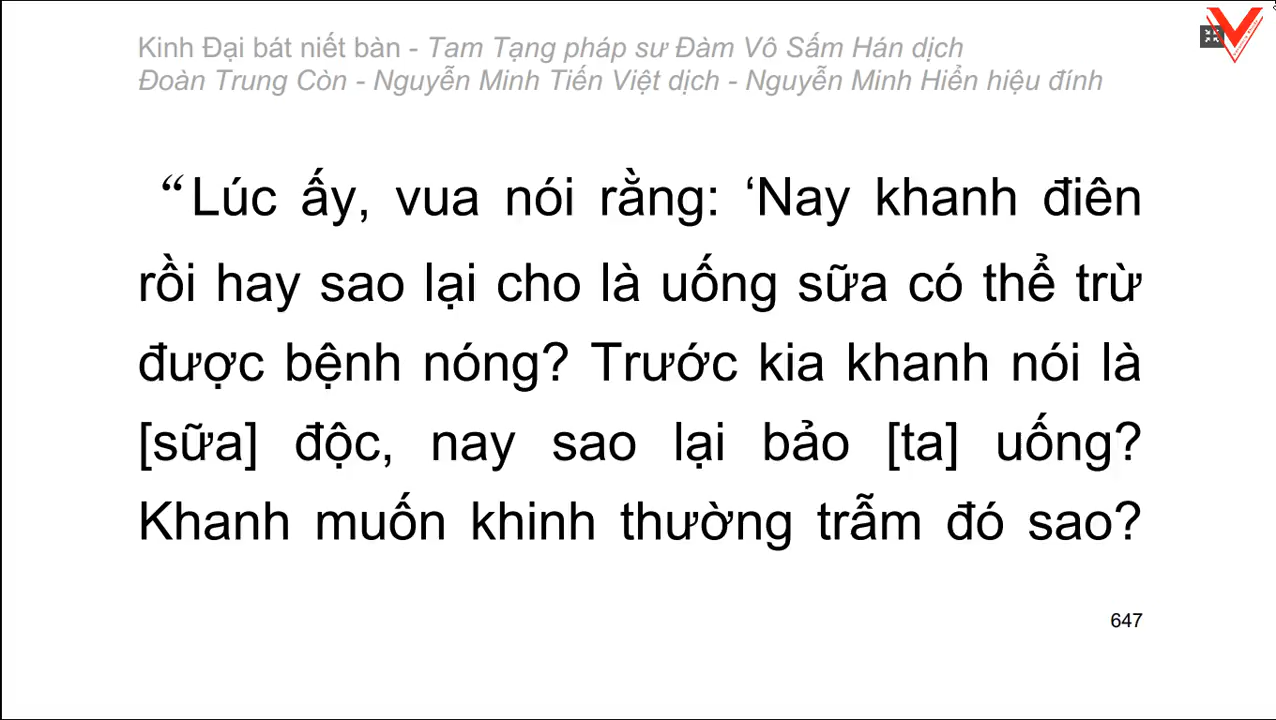 Kinh Đại bát niết bàn - Tam Tạng pháp sư Đàm Vô Sấm Hán dịch
Đoàn Trung Còn - Nguyễn Minh Tiến Việt dịch - Nguyễn Minh Hiển hiệu đính
“Lúc ấy, vua nói rằng: ‘Nay khanh điên
rồi hay sao lại cho là uống sữa có thể trừ
được bệnh nóng? Trước kia khanh nói là
[sữa] độc, nay sao lại bảo [ta] uống?
Khanh muốn khinh thường trẫm đó sao?
647